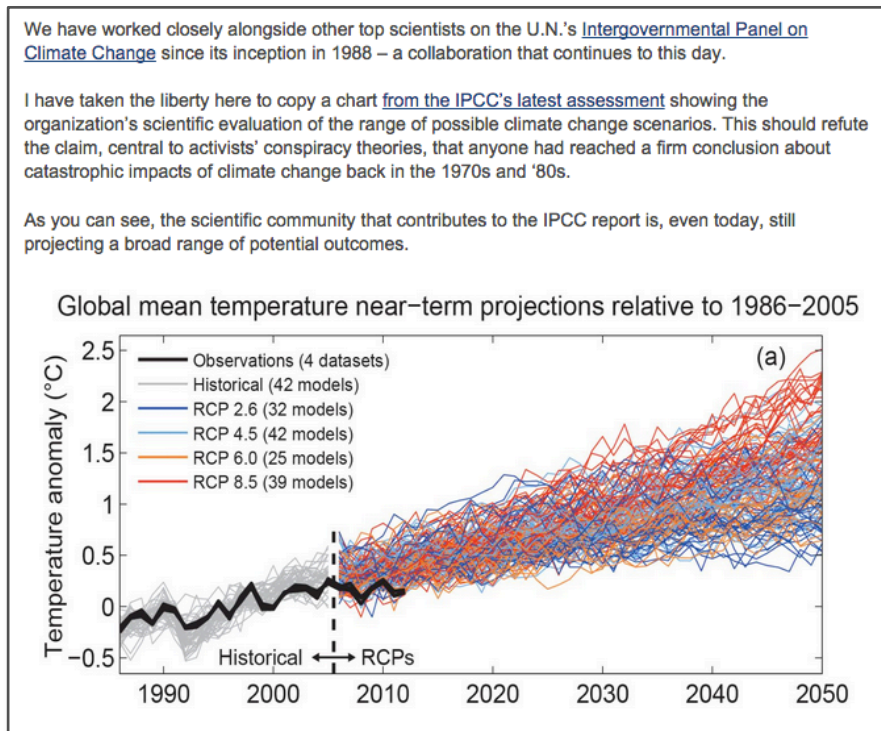 We have worked closely alongside other top scientists on the U.N.'s Intergovernmental Panel on
Climate Change since its inception in 1988 – a collaboration that continues to this day.
I have taken the liberty here to copy a chart from the IPCC's latest assessment showing the
organization's scientific evaluation of the range of possible climate change scenarios. This should refute
the claim, central to activists' conspiracy theories, that anyone had reached a firm conclusion about
catastrophic impacts of climate change back in the 1970s and '80s.
As you can see, the scientific community that contributes to the IPCC report is, even today, still
projecting a broad range of potential outcomes.
Global mean temperature near−term projections relative to 1986−2005
Temperature anomaly (°C)
2.5
2
1.5
1
0.5
0
−0.5
(a)
Observations (4 datasets)
Historical (42 models)
RCP 2.6 (32 models)
RCP 4.5 (42 models)
RCP 6.0 (25 models)
RCP 8.5 (39 models)
Historical
RCPs
1990 2000 2010 2020 2030 2040 2050